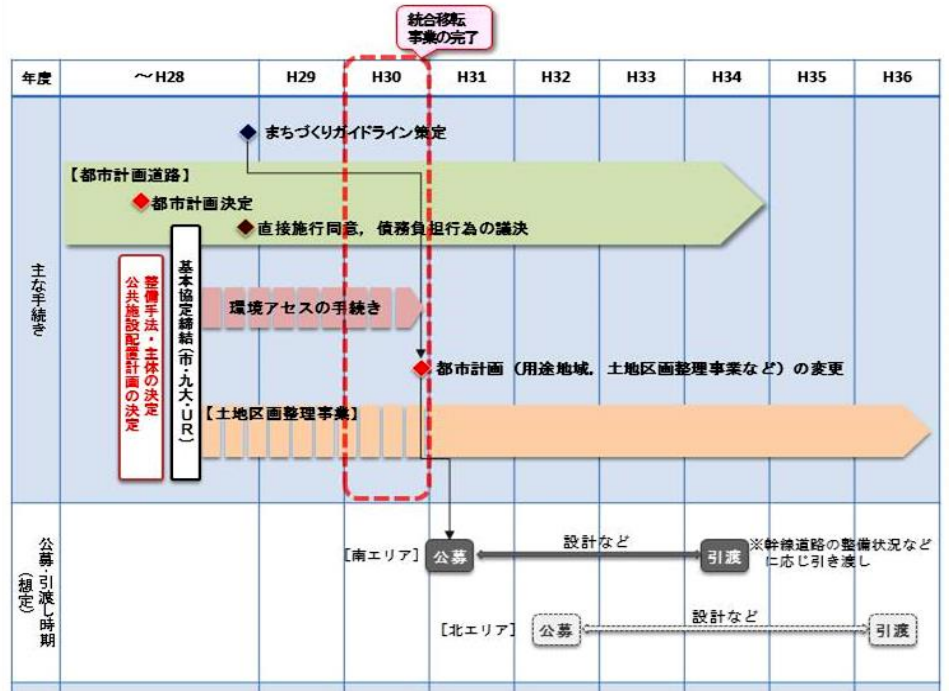 統合移転
事業の完了
年度
～H28
H29
H30
H31
H32
H33
H34
H35
H36
主な手続き
まちづくりガイドライン策定
【都市計画道路】
都市計画決定
直接施行同意，債務負担行為の議決
整備手法・主体の決定
公共施設配置計画の決定
基本協定締結（市・九大・UR）
環境アセスの手続き
都市計画（用途地域，土地区画整理事業など）の変更
【土地区画整理事業】
公募・引渡し時期
（想定）
［南エリア］
公募
設計など
引渡
※幹線道路の整備状況など
に応じ引き渡し
［北エリア］
公募
設計など
引渡